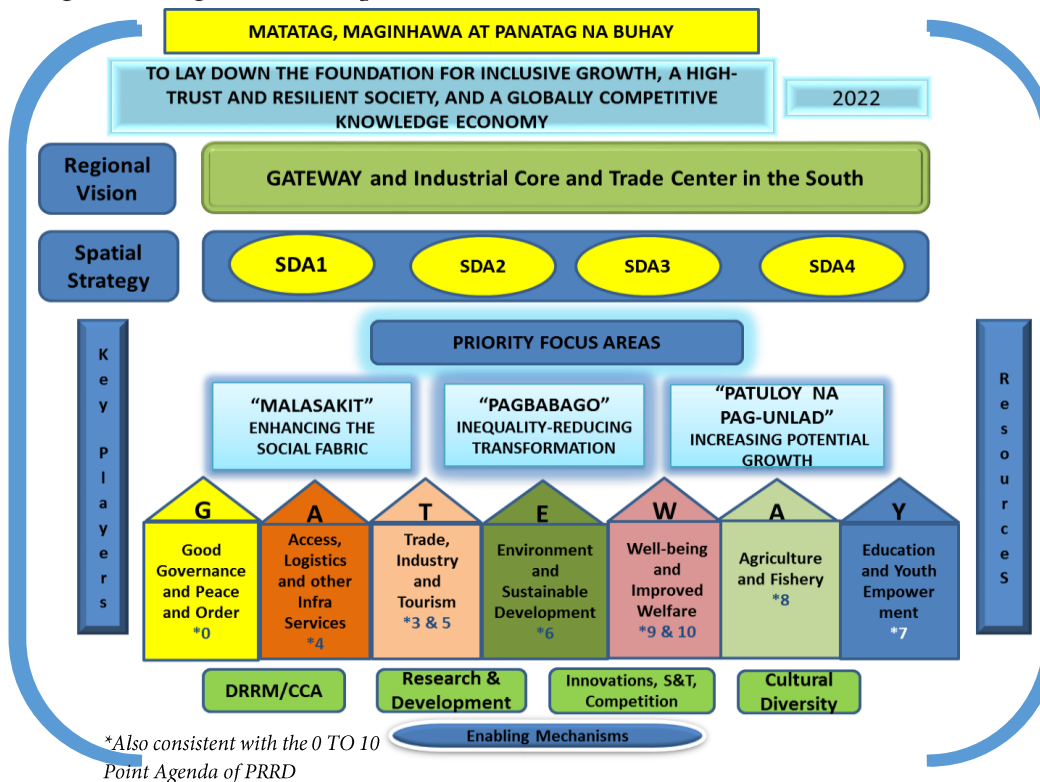 MATATAG, MAGINHAWA AT PANATAG NA BUHAY
TO LAY DOWN THE FOUNDATION FOR INCLUSIVE GROWTH, A HIGH-
TRUST AND RESILIENT SOCIETY, AND A GLOBALLY COMPETITIVE
KNOWLEDGE ECONOMY
2022
Regional
Vision
GATEWAY and Industrial Core and Trade Center in the South
Spatial
Strategy
SDA1
SDA2
SDA3
SDA4
Key Players
PRIORITY FOCUS AREAS
ResourceS
“MALASAKIT”
ENHANCING THE
SOCIAL FABRIC
“PAGBABAGO”
INEQUALITY-REDUCING
TRANSFORMATION
“PATULOY NA
PAG-UNLAD”
INCREASING POTENTIAL
GROWTH
G
Good
Governance
and Peace
and Order
*0
A
Access,
Logistics
and other
Infra
Services
*4
T
Trade,
Industry
and
Tourism
*3 & 5
E
Environment
and
Sustainable
Development
*6
W
Well-being
and
Improved
Welfare
*9 & 10
A
Agriculture
and Fishery
*8
Y
Education
and Youth
Empower
ment
*7
DRRM/CCA
Research &
Development
Innovations, S&T,
Competition
Cultural
Diversity
Enabling Mechanisms
*Also consistent with the 0 TO 10
Point Agenda of PRRD